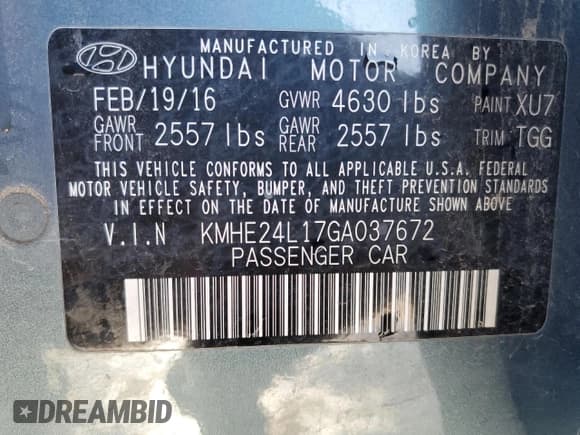 MANUFACTURED IN KOREA BY
HYUNDAI MOTOR COMPANY
FEB/19/16 GVWR 4630 lbs PAINT XU7
GAWR FRONT 2557 lbs GAWR REAR 2557 lbs TRIM TGG
THIS VEHICLE CONFORMS TO ALL APPLICABLE U.S.A. FEDERAL
MOTOR VEHICLE SAFETY, BUMPER, AND THEFT PREVENTION STANDARDS
IN EFFECT ON THE DATE OF MANUFACTURE SHOWN ABOVE.
V.I.N KMHE24L17GA037672
PASSENGER CAR
DREAMBID